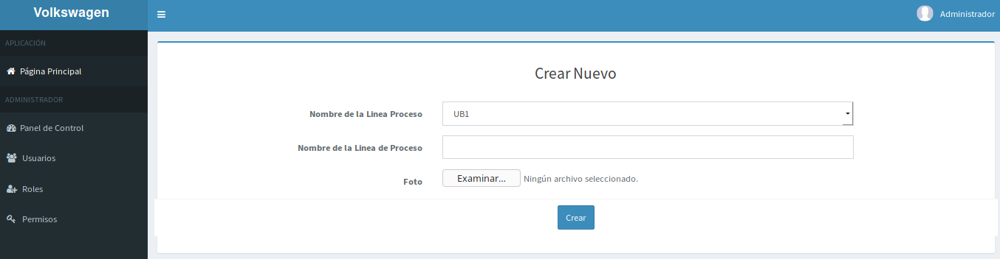 Volkswagen
Administrador
APLICACIÓN
Página Principal
ADMINISTRADOR
Panel de Control
Usuarios
Roles
Permisos
Crear Nuevo
Nombre de la Linea Proceso
UB1
Nombre de la Linea de Proceso
Foto
Examinar... Ningún archivo seleccionado.
Crear